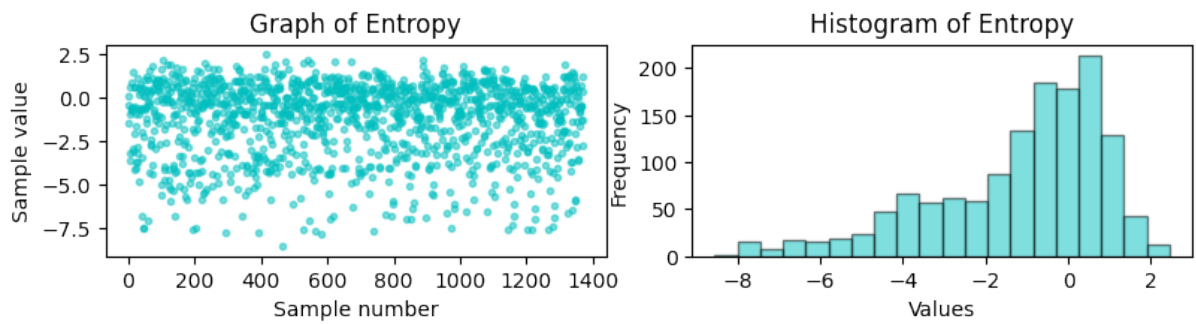 Graph of Entropy
Sample value
2.5
0.0
−2.5
−5.0
−7.5
0 200 400 600 800 1000 1200 1400
Sample number
Histogram of Entropy
Frequency
200
150
100
50
0
−8 −6 −4 −2 0 2
Values